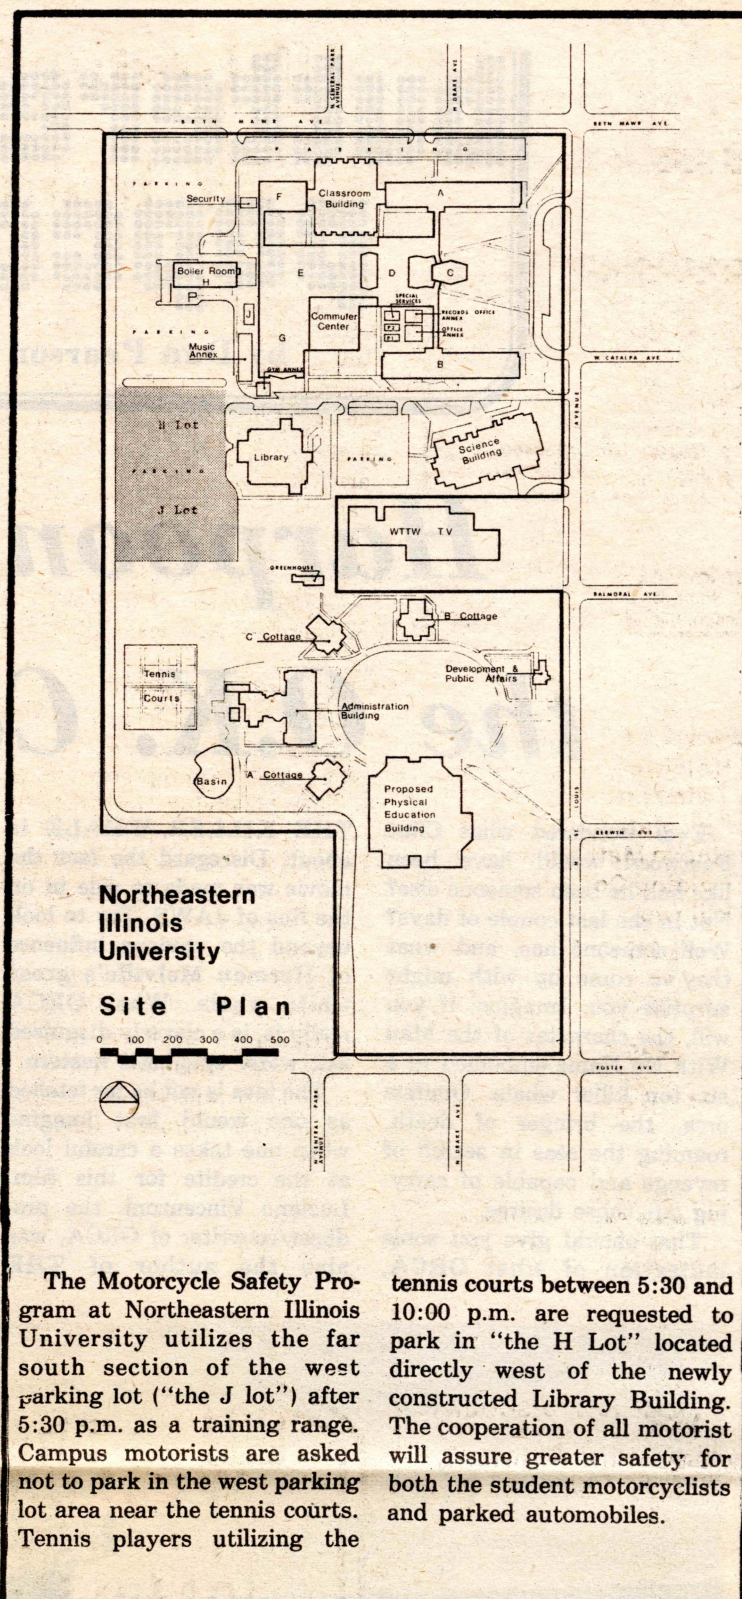 N CENTRAL PARK
AVENUE
N DRAKE AVE
BRYN MAWR AVE.
BRYN MAWR AVE.
PARKING
PARKING
Security
F
Classroom
Building
A
Boiler Room
H
P
E
D
C
SPECIAL
SERVICES
RECORDS OFFICE
ANNEX
OFFICE
ANNEX
J
Commuter
Center
PARKING
Music
Annex
G
GYM ANNEX
B
W CATALPA AVE
AVENUE
H Lot
PARKING
J Lot
Library
PARKING
Science
Building
WTTW TV
GREENHOUSE
BALMORAL AVE
"C" Cottage
"B" Cottage
Tennis
Courts
Development &
Public Affairs
Administration
Building
Basin
"A" Cottage
Proposed
Physical
Education
Building
LOUIS
ST.
N
BERWYN AVE
Northeastern
Illinois
University
Site Plan
0 100 200 300 400 500
FOSTER AVE
N CENTRAL PARK
AVENUE
N DRAKE AVE
The Motorcycle Safety Pro-
gram at Northeastern Illinois
University utilizes the far
south section of the west
parking lot ("the J lot") after
5:30 p.m. as a training range.
Campus motorists are asked
not to park in the west parking
lot area near the tennis courts.
Tennis players utilizing the
tennis courts between 5:30 and
10:00 p.m. are requested to
park in "the H Lot" located
directly west of the newly
constructed Library Building.
The cooperation of all motorist
will assure greater safety for
both the student motorcyclists
and parked automobiles.